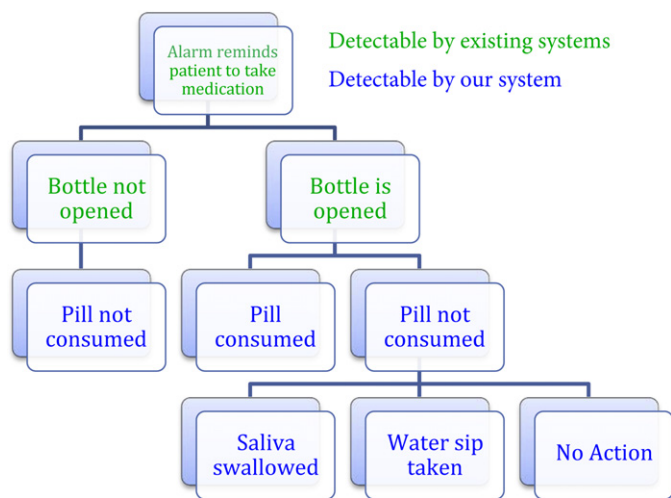 Alarm reminds
patient to take
medication
Detectable by existing systems
Detectable by our system
Bottle not
opened
Bottle is
opened
Pill not
consumed
Pill
consumed
Pill not
consumed
Saliva
swallowed
Water sip
taken
No Action